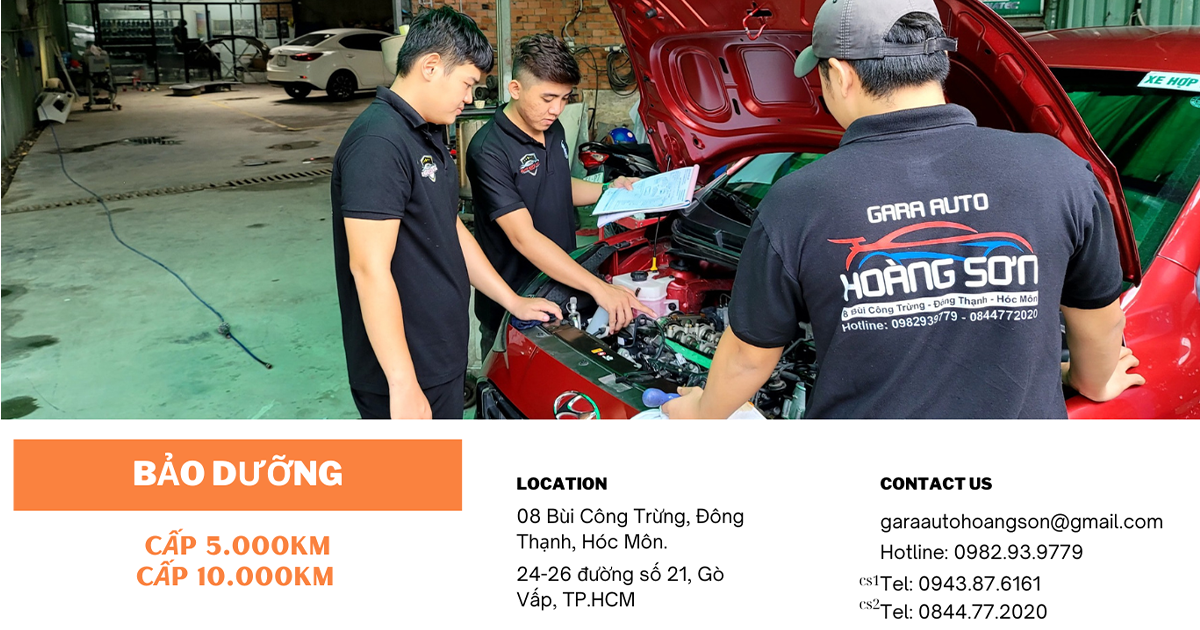 XE HỢP
GARA AUTO
HOÀNG SƠN
8 Bùi Công Trừng - Đông Thạnh - Hóc Môn
Hotline: 0982939779 - 0844772020
BẢO DƯỠNG
CẤP 5.000KM
CẤP 10.000KM
LOCATION
08 Bùi Công Trừng, Đông
Thạnh, Hóc Môn.
24-26 đường số 21, Gò
Vấp, TP.HCM
CONTACT US
garaautohoangson@gmail.com
Hotline: 0982.93.9779
cs1Tel: 0943.87.6161
cs2Tel: 0844.77.2020